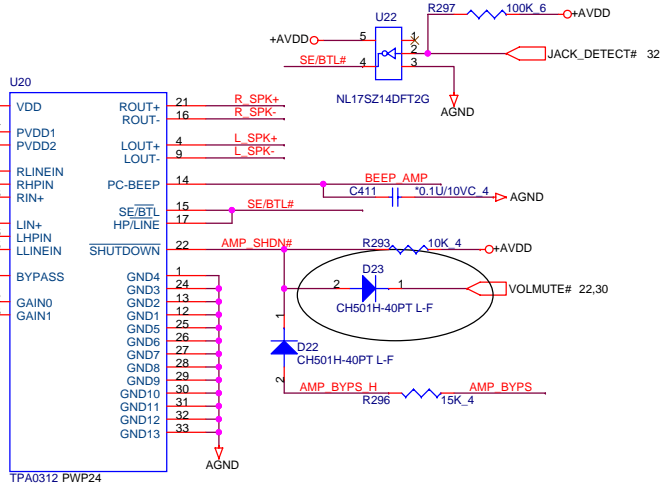 R297 100K_6 +AVDD
U22
+AVDD 5 1
2 JACK_DETECT# 32
SE/BTL# 4 3
NL17SZ14DFT2G AGND
U20
VDD ROUT+ 21 R_SPK+
ROUT- 16 R_SPK-
PVDD1
PVDD2 LOUT+ 4 L_SPK+
LOUT- 9 L_SPK-
RLINEIN
RHPIN PC-BEEP 14 BEEP_AMP
RIN+ C411 *0.1U/10VC_4 AGND
SE/BTL 15 SE/BTL#
LIN+ HP/LINE 17
LHPIN
LLINEIN SHUTDOWN 22 AMP_SHDN# R293 10K_4 +AVDD
BYPASS GND4 1
GND3 24 2 D23 1 VOLMUTE# 22,30
GAIN0 GND2 13 CH501H-40PT L-F
GAIN1 GND1 12
GND5 25 1
GND6 26
GND7 27 D22
GND8 28 CH501H-40PT L-F
GND9 29 2
GND10 30 AMP_BYPS_H AMP_BYPS
GND11 31 R296 15K_4
GND12 32
GND13 33
AGND
TPA0312 PWP24